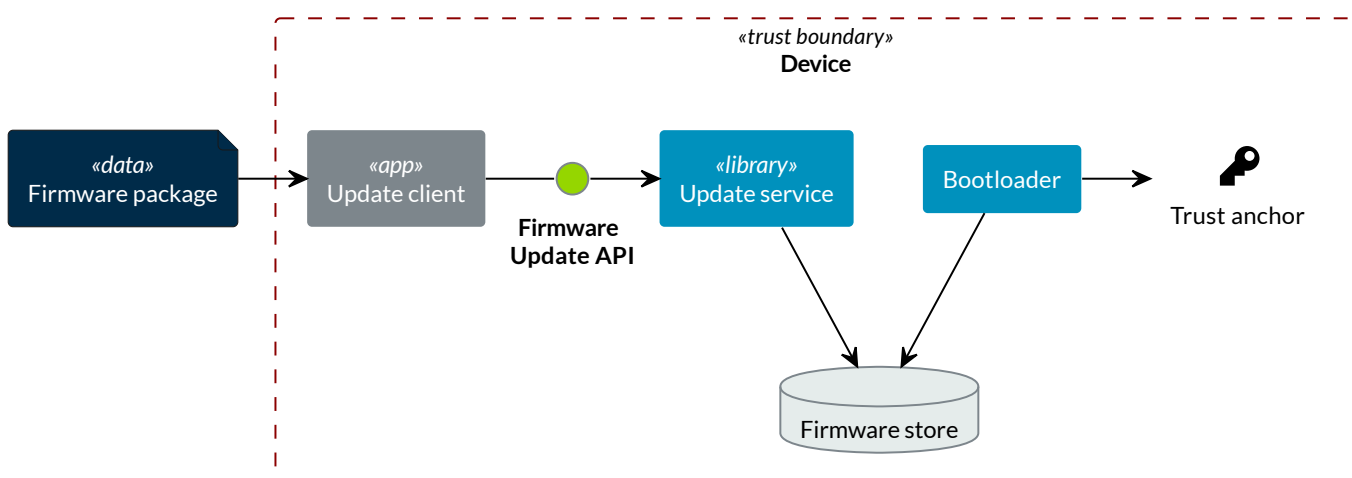 «trust boundary»
Device
«data»
Firmware package
«app»
Update client
Firmware
Update API
«library»
Update service
Bootloader
Trust anchor
Firmware store